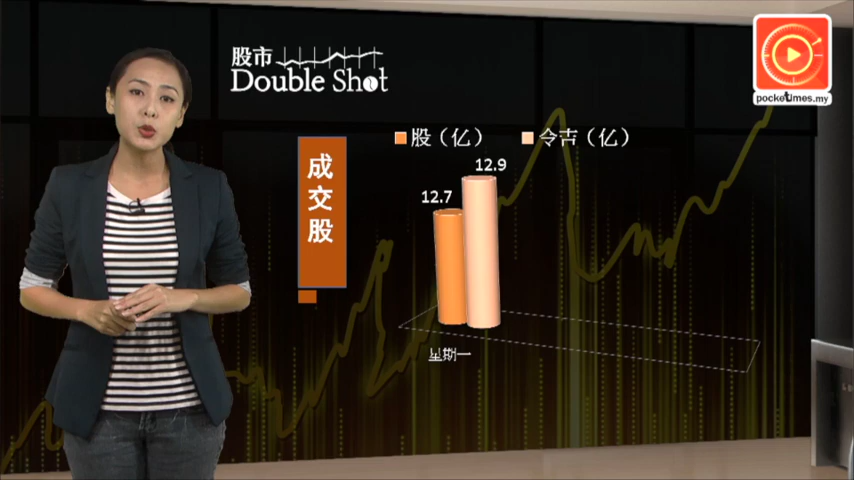 股市
Double Shot
pocketimes.my
成交股
股（亿）
令吉（亿）
12.7
12.9
星期一